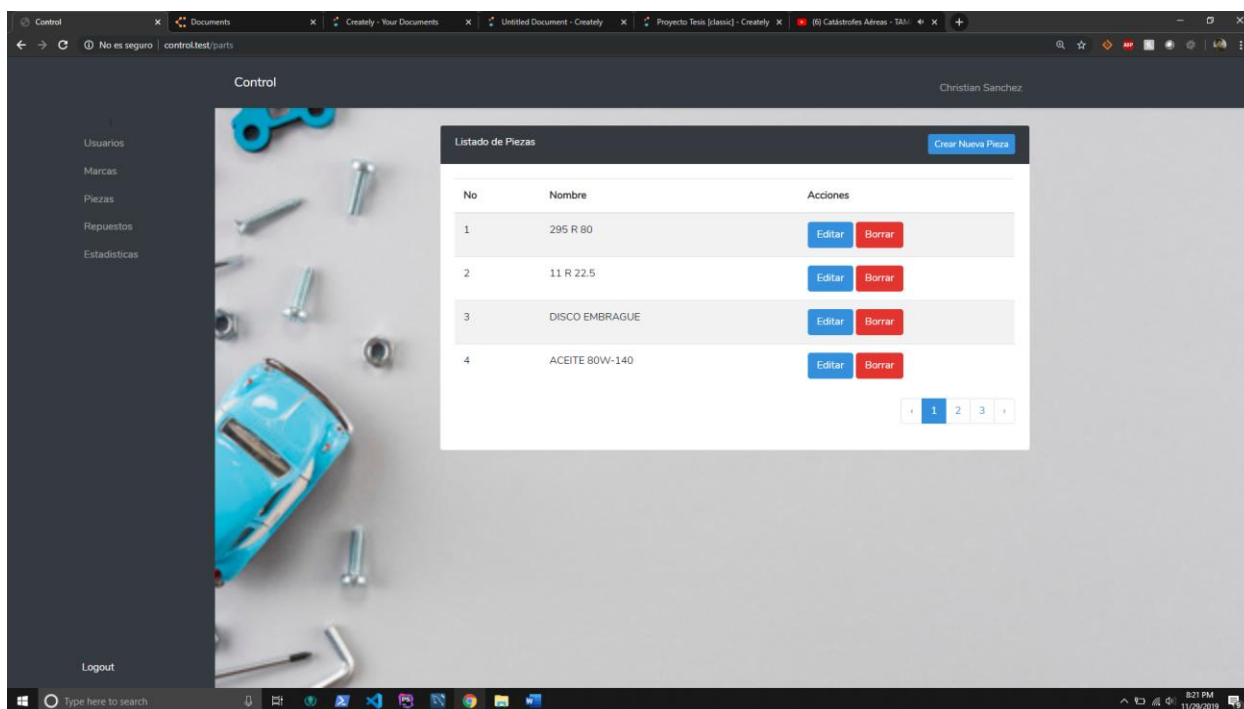 Control
Documents
Creately - Your Documents
Untitled Document - Creately
Proyecto Tesis [classic] - Creately
(6) Catástrofes Aéreas - TAM
No es seguro control.test/parts
ABP
Control
Christian Sanchez
Usuarios
Marcas
Piezas
Repuestos
Estadisticas
Listado de Piezas
Crear Nueva Pieza
No Nombre Acciones
1 295 R 80 Editar Borrar
2 11 R 22.5 Editar Borrar
3 DISCO EMBRAGUE Editar Borrar
4 ACEITE 80W-140 Editar Borrar
‹ 1 2 3 ›
Logout
Type here to search
8:21 PM
11/29/2019